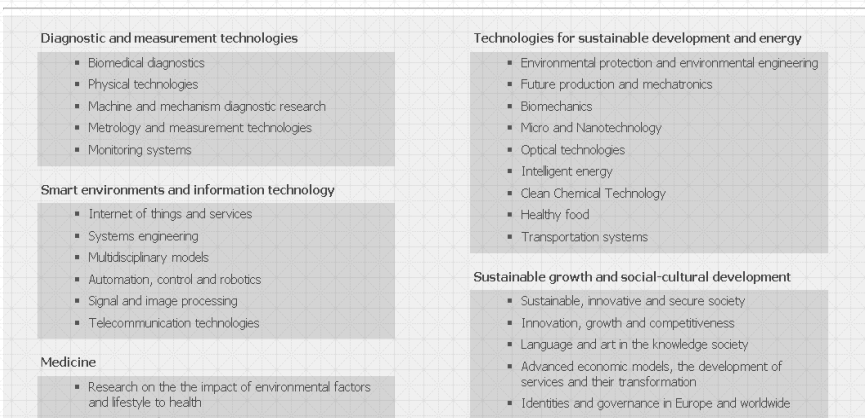 Diagnostic and measurement technologies
Biomedical diagnostics
Physical technologies
Machine and mechanism diagnostic research
Metrology and measurement technologies
Monitoring systems
Smart environments and information technology
Internet of things and services
Systems engineering
Multidisciplinary models
Automation, control and robotics
Signal and image processing
Telecommunication technologies
Medicine
Research on the the impact of environmental factors
and lifestyle to health
Technologies for sustainable development and energy
Environmental protection and environmental engineering
Future production and mechatronics
Biomechanics
Micro and Nanotechnology
Optical technologies
Intelligent energy
Clean Chemical Technology
Healthy food
Transportation systems
Sustainable growth and social-cultural development
Sustainable, innovative and secure society
Innovation, growth and competitiveness
Language and art in the knowledge society
Advanced economic models, the development of
services and their transformation
Identities and governance in Europe and worldwide